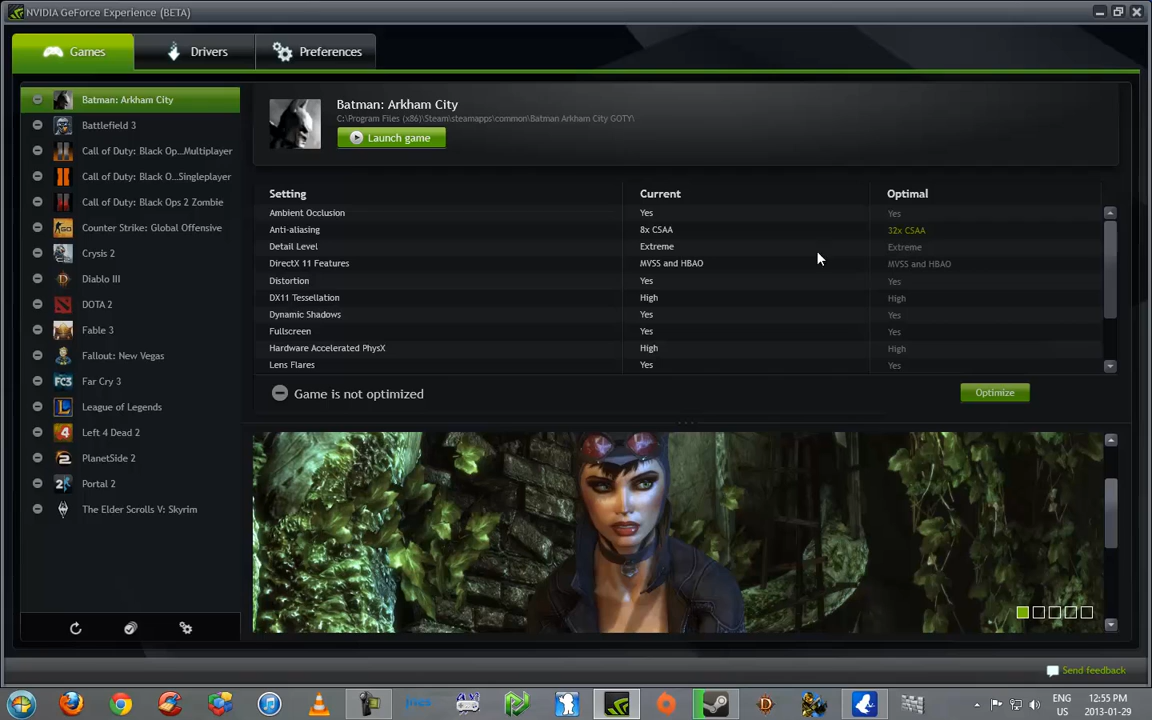 NVIDIA GeForce Experience (BETA)
Games
Drivers
Preferences
Batman: Arkham City
Battlefield 3
Call of Duty: Black Op...Multiplayer
Call of Duty: Black O...Singleplayer
Call of Duty: Black Ops 2 Zombie
Counter Strike: Global Offensive
Crysis 2
Diablo III
DOTA 2
Fable 3
Fallout: New Vegas
Far Cry 3
League of Legends
Left 4 Dead 2
PlanetSide 2
Portal 2
The Elder Scrolls V: Skyrim
Batman: Arkham City
C:\Program Files (x86)\Steam\steamapps\common\Batman Arkham City GOTY\
Launch game
Setting Current Optimal
Ambient Occlusion Yes Yes
Anti-aliasing 8x CSAA 32x CSAA
Detail Level Extreme Extreme
DirectX 11 Features MVSS and HBAO MVSS and HBAO
Distortion Yes Yes
DX11 Tessellation High High
Dynamic Shadows Yes Yes
Fullscreen Yes Yes
Hardware Accelerated PhysX High High
Lens Flares Yes Yes
Game is not optimized
Optimize
Send feedback
ENG
US
12:55 PM
2013-01-29